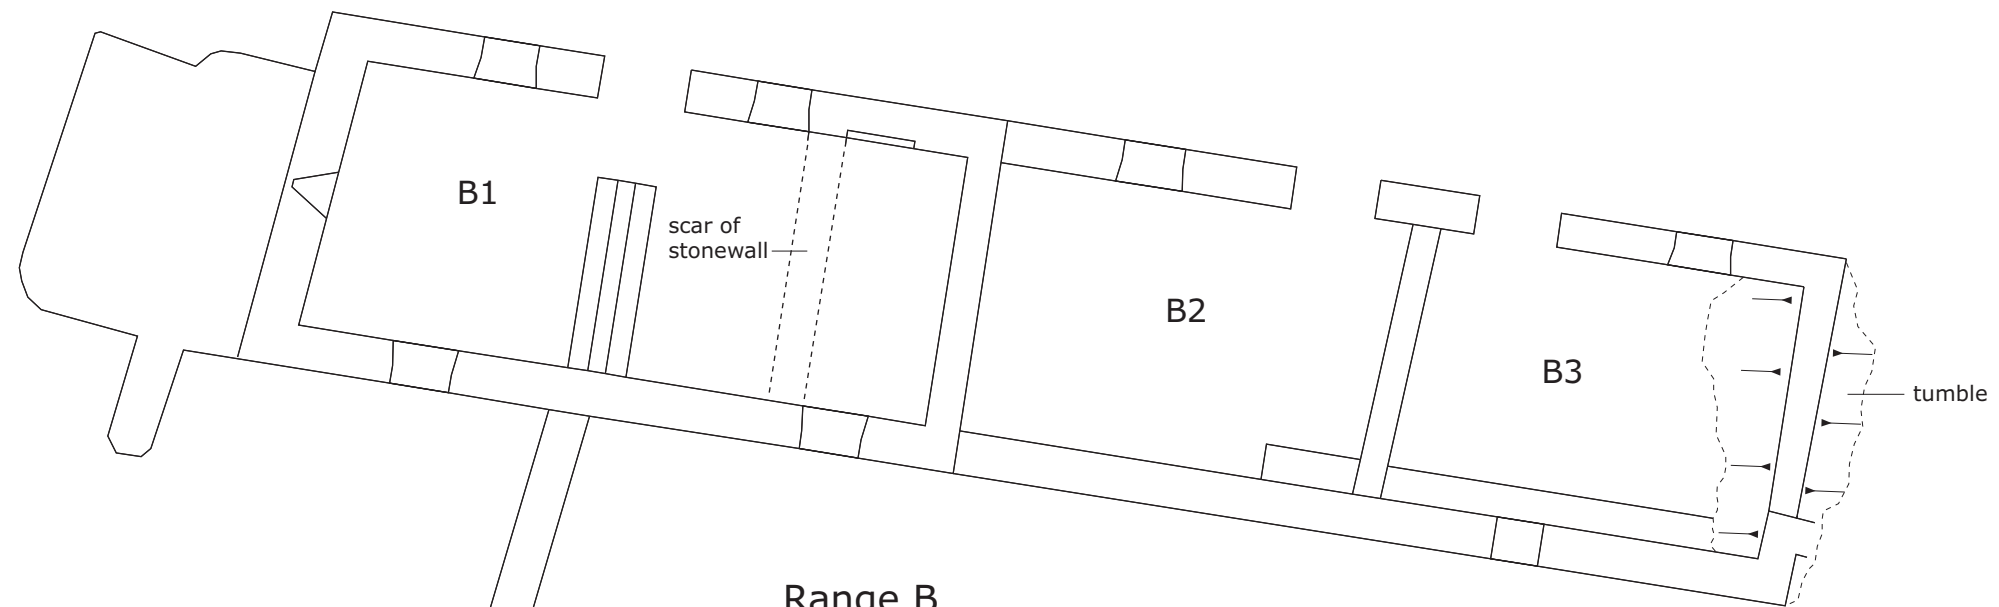 B1
scar of
stonewall
B2
B3
tumble
Range B